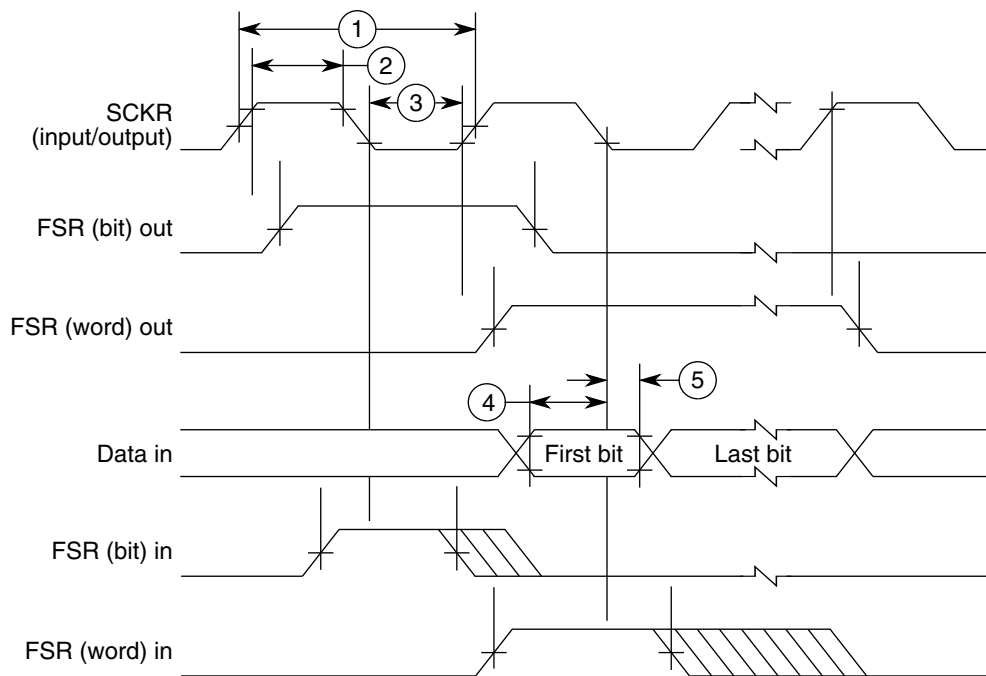 1
2
3
SCKR
(input/output)
FSR (bit) out
FSR (word) out
4
5
Data in
First bit
Last bit
FSR (bit) in
FSR (word) in